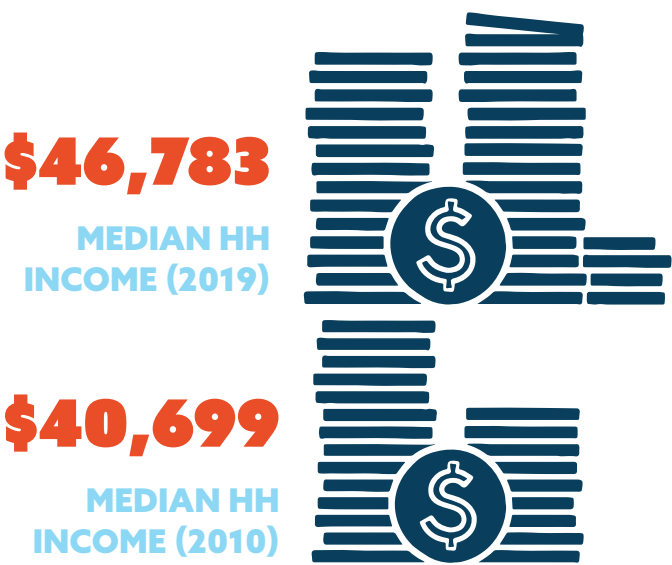 $46,783
MEDIAN HH
INCOME (2019)
$
$40,699
MEDIAN HH
INCOME (2010)
$